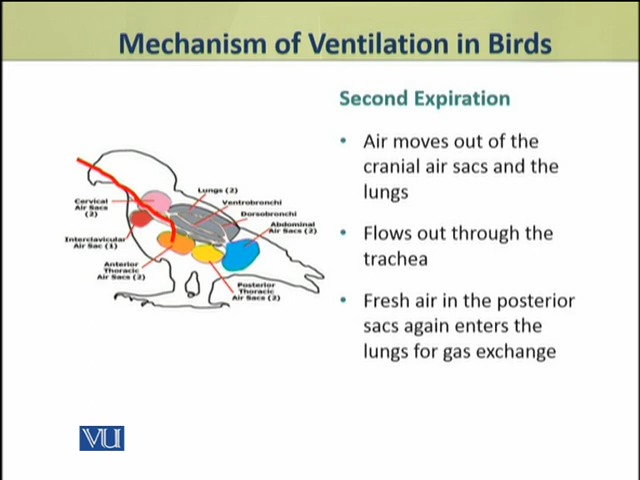 Mechanism of Ventilation in Birds
Second Expiration
• Air moves out of the
cranial air sacs and the
lungs
• Flows out through the
trachea
• Fresh air in the posterior
sacs again enters the
lungs for gas exchange
Lungs (2)
Ventrobronchi
Dorsobronchi
Abdominal
Air Sacs (2)
Cervical
Air Sacs
(2)
Interclavicular
Air Sac (1)
Anterior
Thoracic
Air Sacs (2)
Posterior
Thoracic
Air Sacs (2)
VU